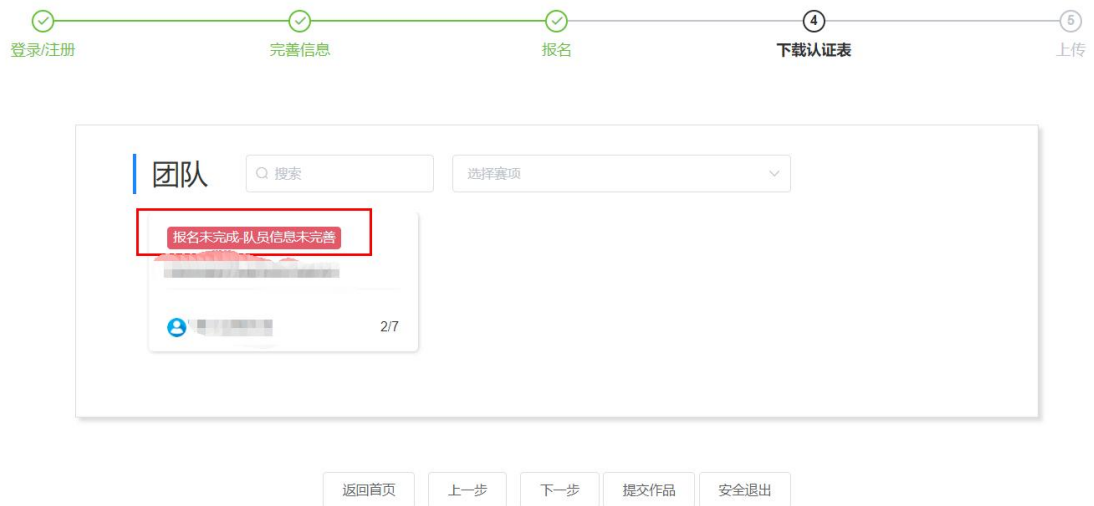 4
5
登录/注册
完善信息
报名
下载认证表
上传
团队
搜索
选择赛项
报名未完成-队员信息未完善
2/7
返回首页
上一步
下一步
提交作品
安全退出